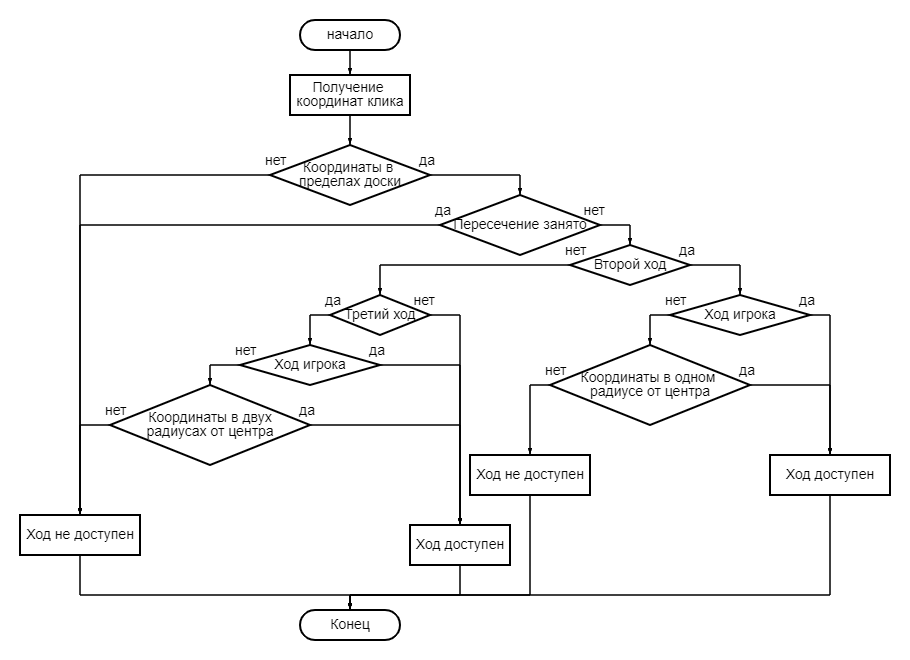 начало
Получение
координат клика
нет
да
Координаты в
пределах доски
да
нет
Пересечение занято
нет
да
Второй ход
да
нет
Третий ход
нет
да
Ход игрока
нет
да
Ход игрока
нет
да
Координаты в одном
радиусе от центра
нет
да
Координаты в двух
радиусах от центра
Ход не доступен
Ход доступен
Ход не доступен
Ход доступен
Конец